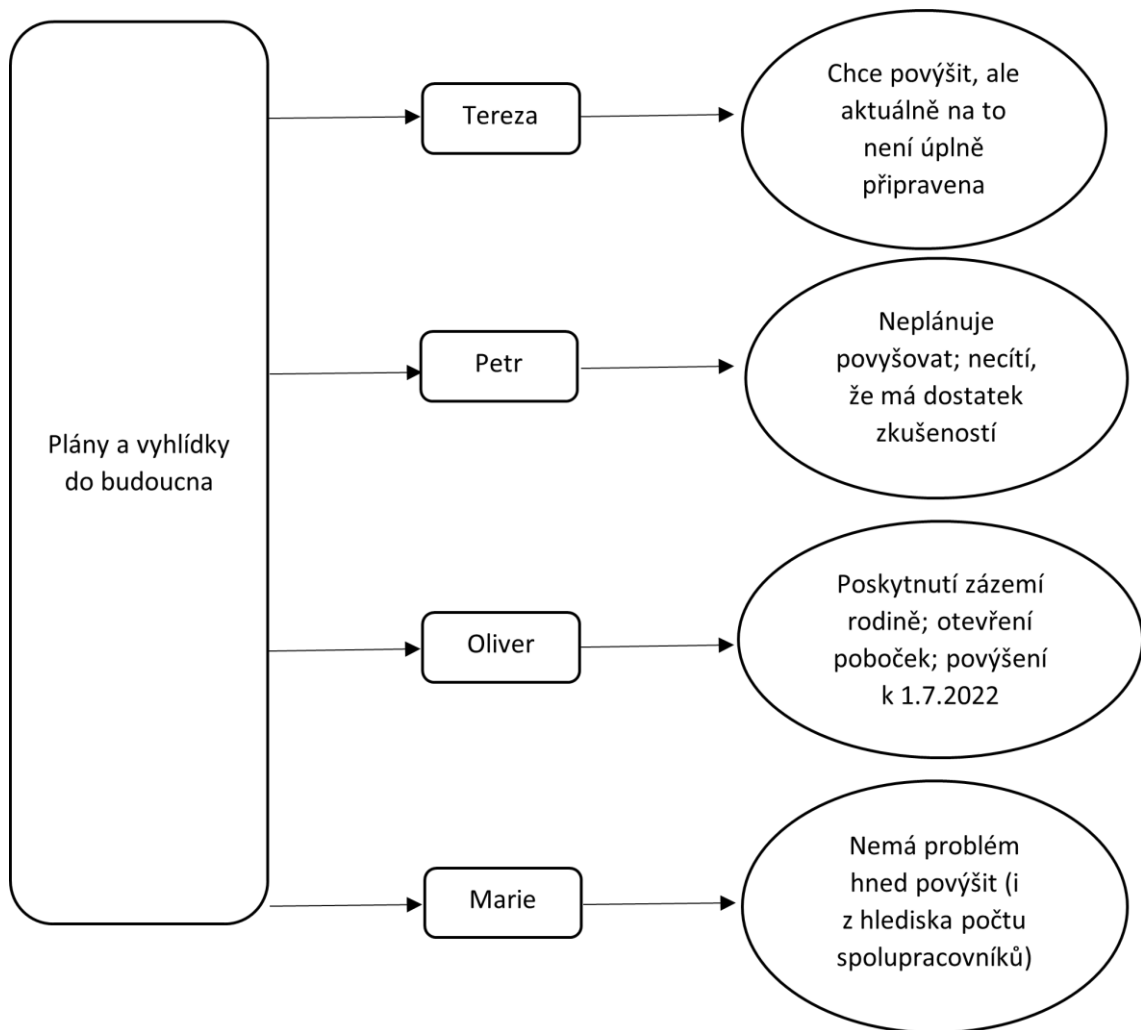 Plány a vyhlídky
do budoucna
Tereza
Chce povýšit, ale
aktuálně na to
není úplně
připravena
Petr
Neplánuje
povyšovat; necítí,
že má dostatek
zkušeností
Oliver
Poskytnutí zázemí
rodině; otevření
poboček; povýšení
k 1.7.2022
Marie
Nemá problém
hned povýšit (i
z hlediska počtu
spolupracovníků)